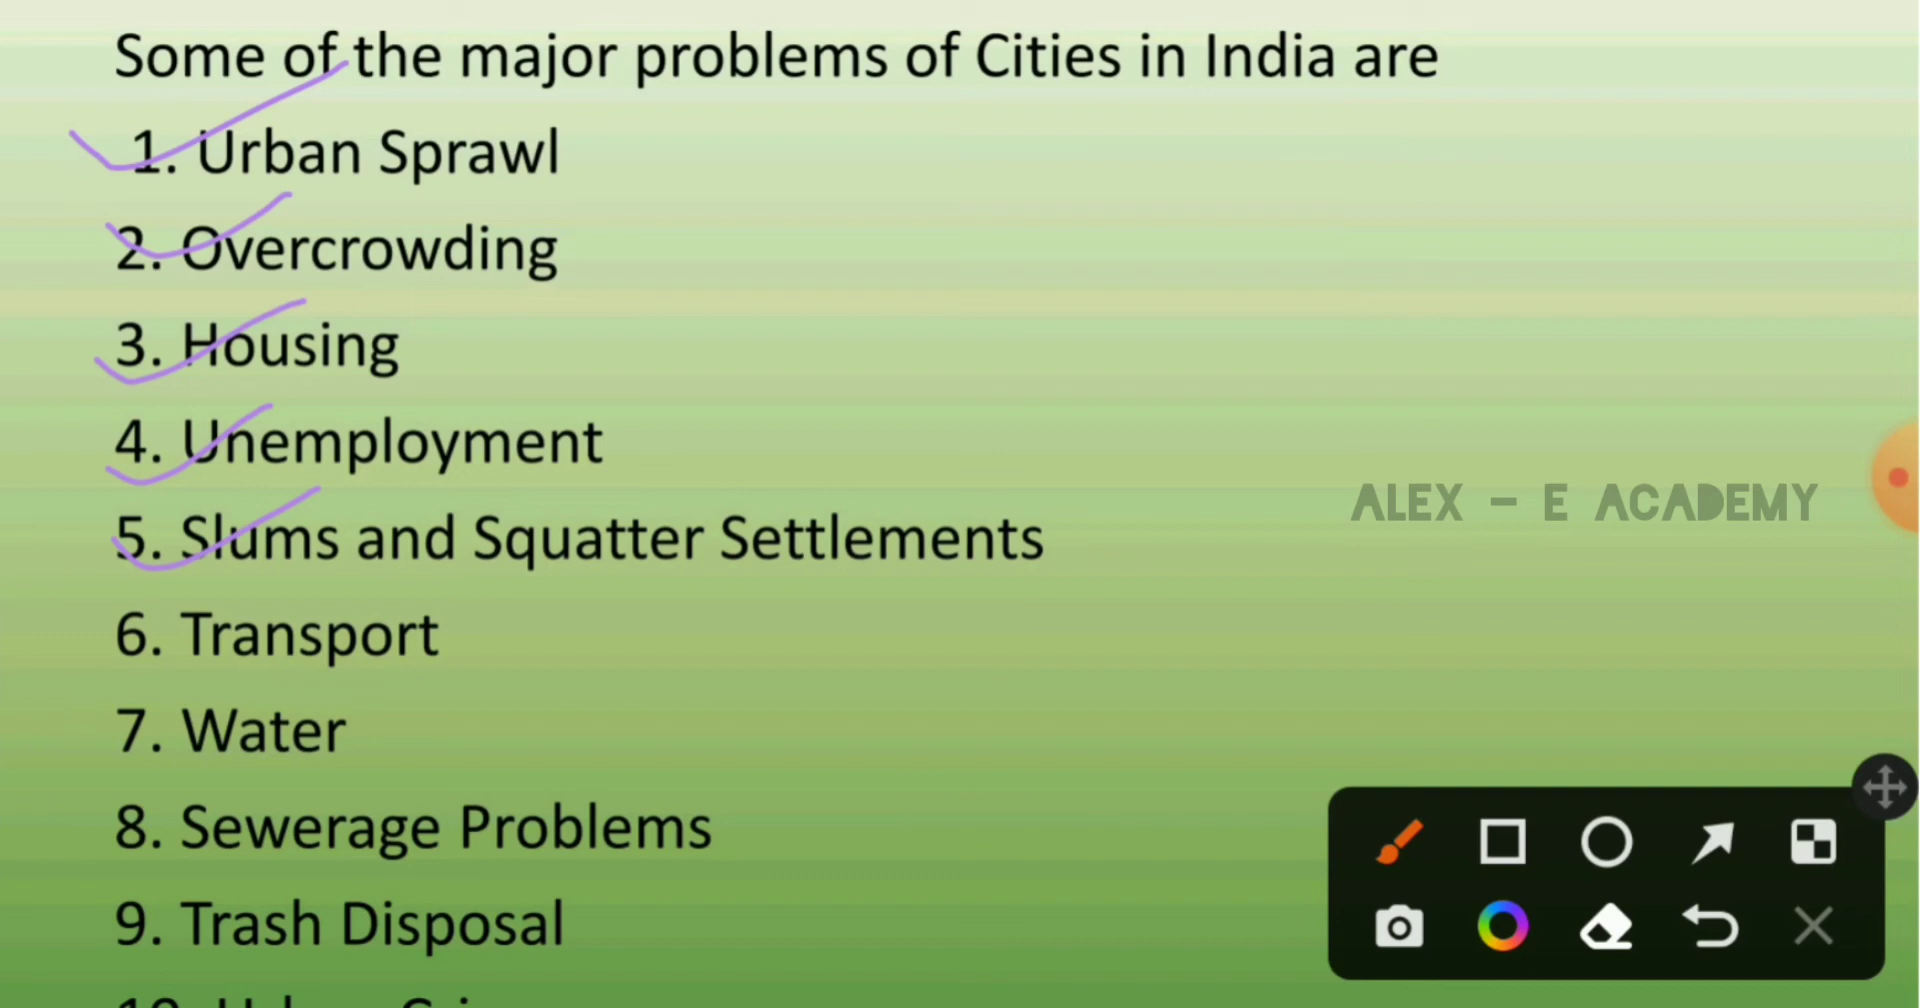 Some of the major problems of Cities in India are
1. Urban Sprawl
2. Overcrowding
3. Housing
4. Unemployment
5. Slums and Squatter Settlements
ALEX - E ACADEMY
6. Transport
7. Water
8. Sewerage Problems
9. Trash Disposal